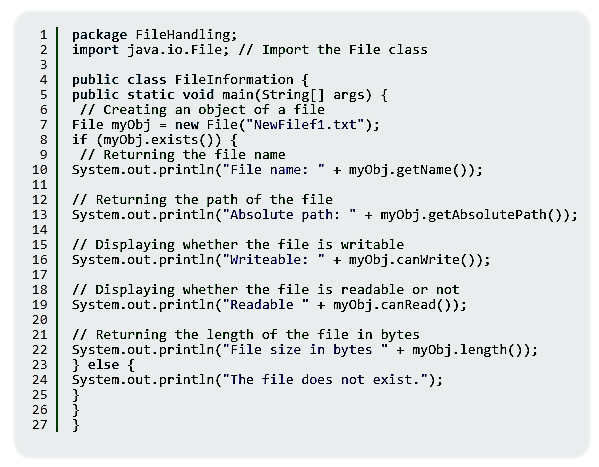 1 package FileHandling;
2 import java.io.File; // Import the File class
3
4 public class FileInformation {
5 public static void main(String[] args) {
6 // Creating an object of a file
7 File myObj = new File("NewFilef1.txt");
8 if (myObj.exists()) {
9 // Returning the file name
10 System.out.println("File name: " + myObj.getName());
11
12 // Returning the path of the file
13 System.out.println("Absolute path: " + myObj.getAbsolutePath());
14
15 // Displaying whether the file is writable
16 System.out.println("Writeable: " + myObj.canWrite());
17
18 // Displaying whether the file is readable or not
19 System.out.println("Readable " + myObj.canRead());
20
21 // Returning the length of the file in bytes
22 System.out.println("File size in bytes " + myObj.length());
23 } else {
24 System.out.println("The file does not exist.");
25 }
26 }
27 }